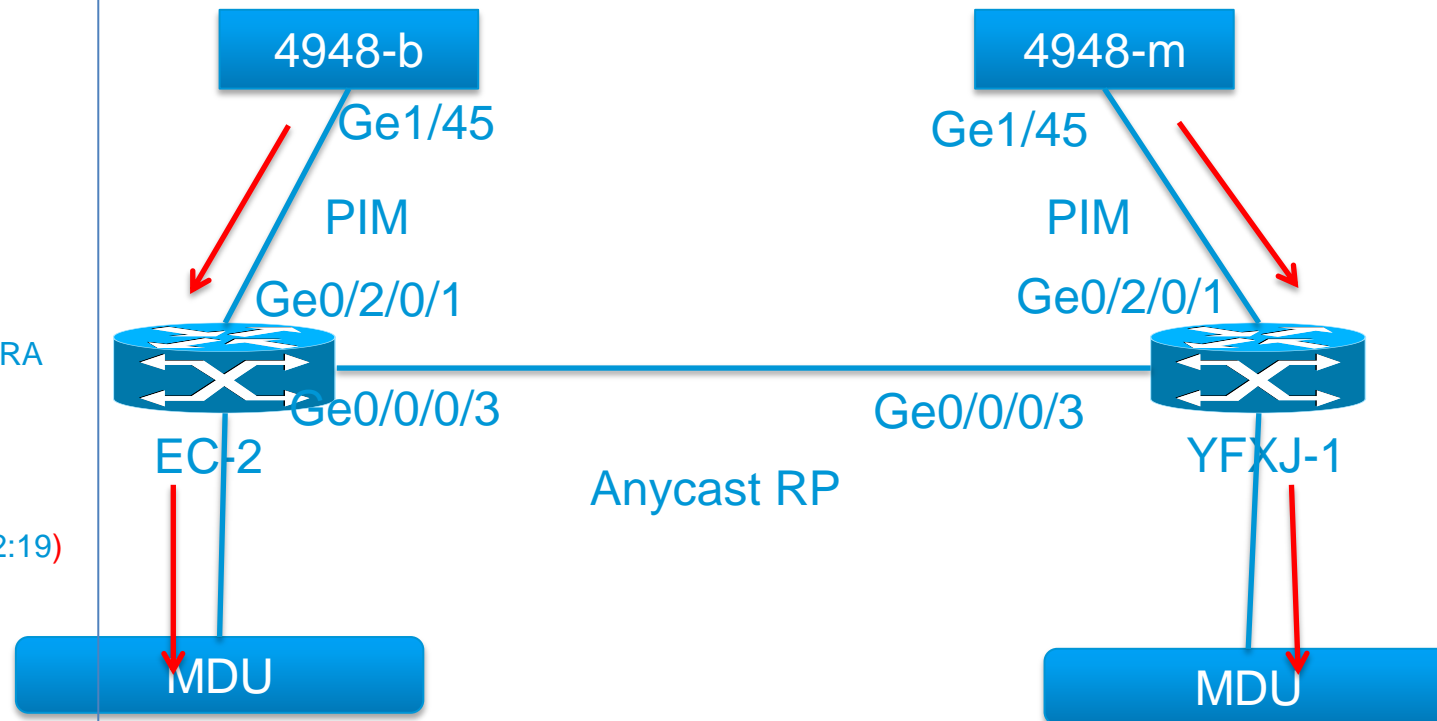 4948-b
4948-m
Ge1/45
Ge1/45
PIM
PIM
Ge0/2/0/1
Ge0/2/0/1
RA
Ge0/0/0/3
Ge0/0/0/3
EC-2
YFXJ-1
Anycast RP
2:19)
MDU
MDU